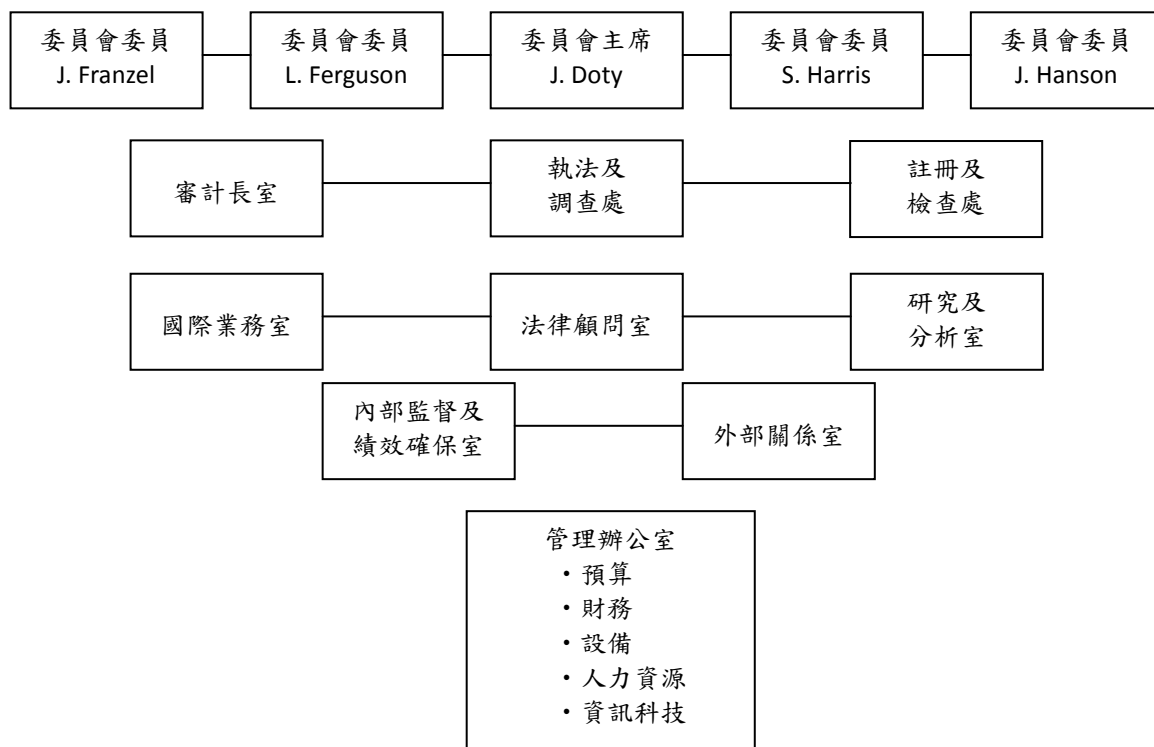 委員會委員
J. Franzel
委員會委員
L. Ferguson
委員會主席
J. Doty
委員會委員
S. Harris
委員會委員
J. Hanson
審計長室
執法及
調查處
註冊及
檢查處
國際業務室
法律顧問室
研究及
分析室
內部監督及
績效確保室
外部關係室
管理辦公室
・預算
・財務
・設備
・人力資源
・資訊科技